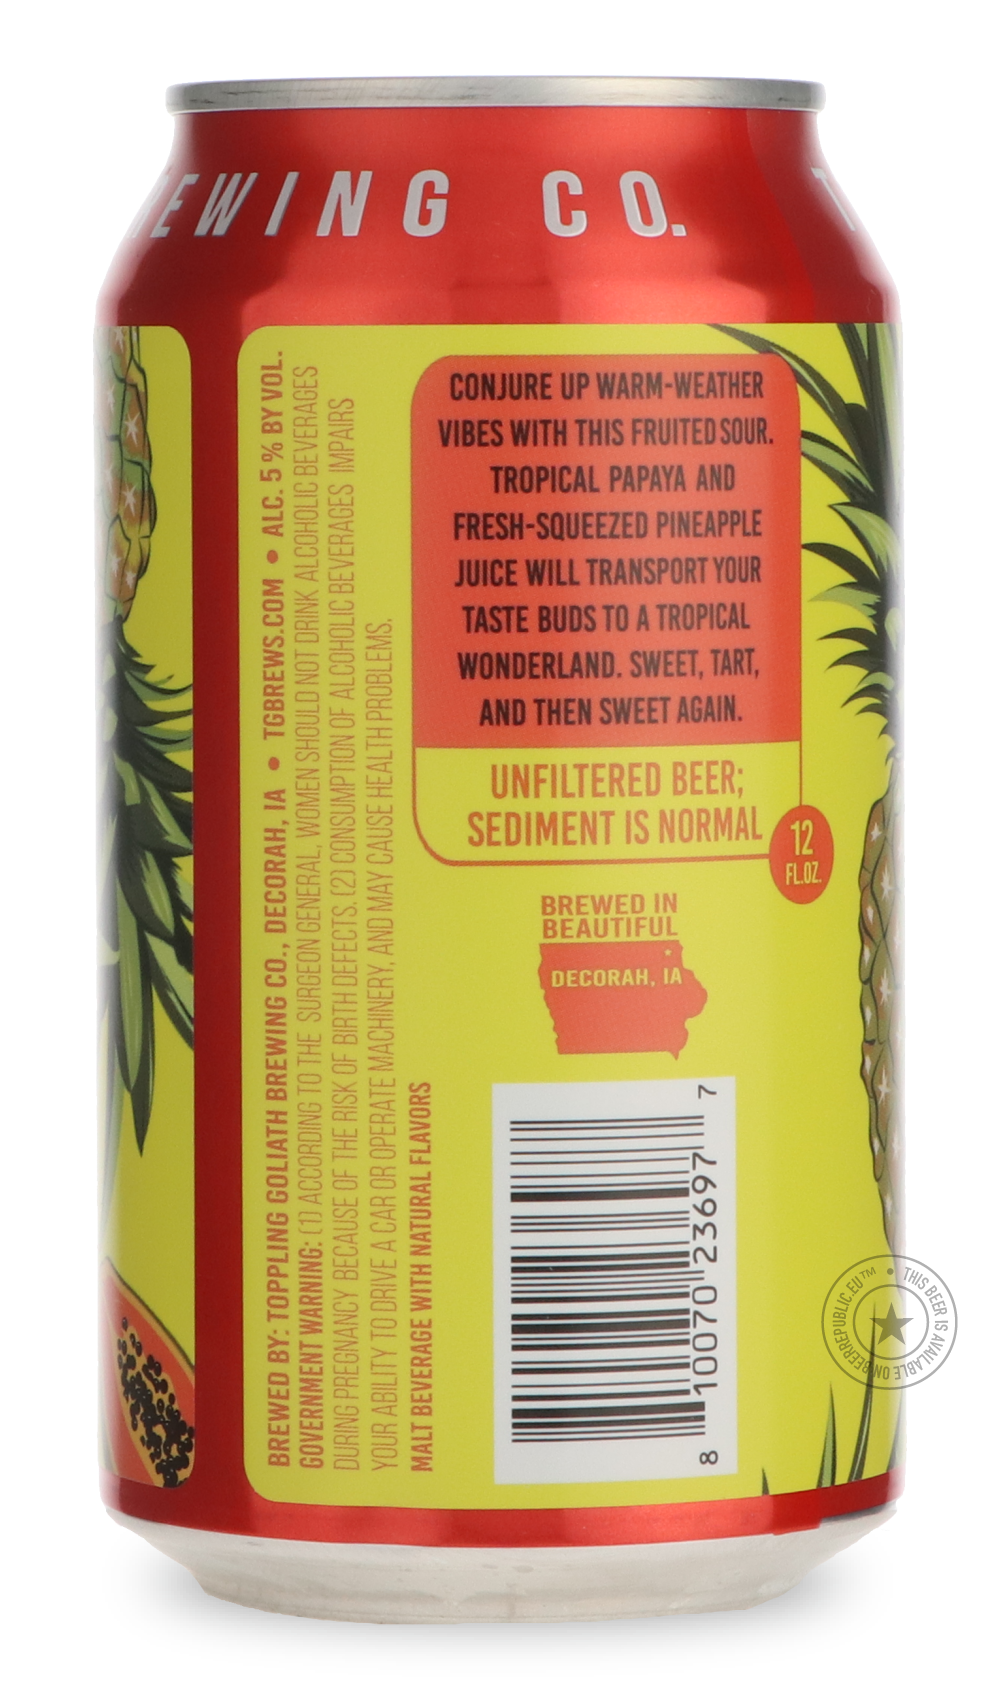 EWING CO.
CONJURE UP WARM-WEATHER
VIBES WITH THIS FRUITED SOUR.
TROPICAL PAPAYA AND
FRESH-SQUEEZED PINEAPPLE
JUICE WILL TRANSPORT YOUR
TASTE BUDS TO A TROPICAL
WONDERLAND. SWEET, TART,
AND THEN SWEET AGAIN.
UNFILTERED BEER;
SEDIMENT IS NORMAL
12
FL.OZ.
BREWED IN
BEAUTIFUL
DECORAH, IA
BREWED BY: TOPPLING GOLIATH BREWING CO., DECORAH, IA • TGBREWS.COM • ALC. 5% BY VOL.
GOVERNMENT WARNING: (1) ACCORDING TO THE SURGEON GENERAL, WOMEN SHOULD NOT DRINK ALCOHOLIC BEVERAGES
DURING PREGNANCY BECAUSE OF THE RISK OF BIRTH DEFECTS. (2) CONSUMPTION OF ALCOHOLIC BEVERAGES IMPAIRS
YOUR ABILITY TO DRIVE A CAR OR OPERATE MACHINERY, AND MAY CAUSE HEALTH PROBLEMS.
MALT BEVERAGE WITH NATURAL FLAVORS
8 10070 23697 7
THIS BEER IS AVAILABLE ON BEERREPUBLIC.EU™ •